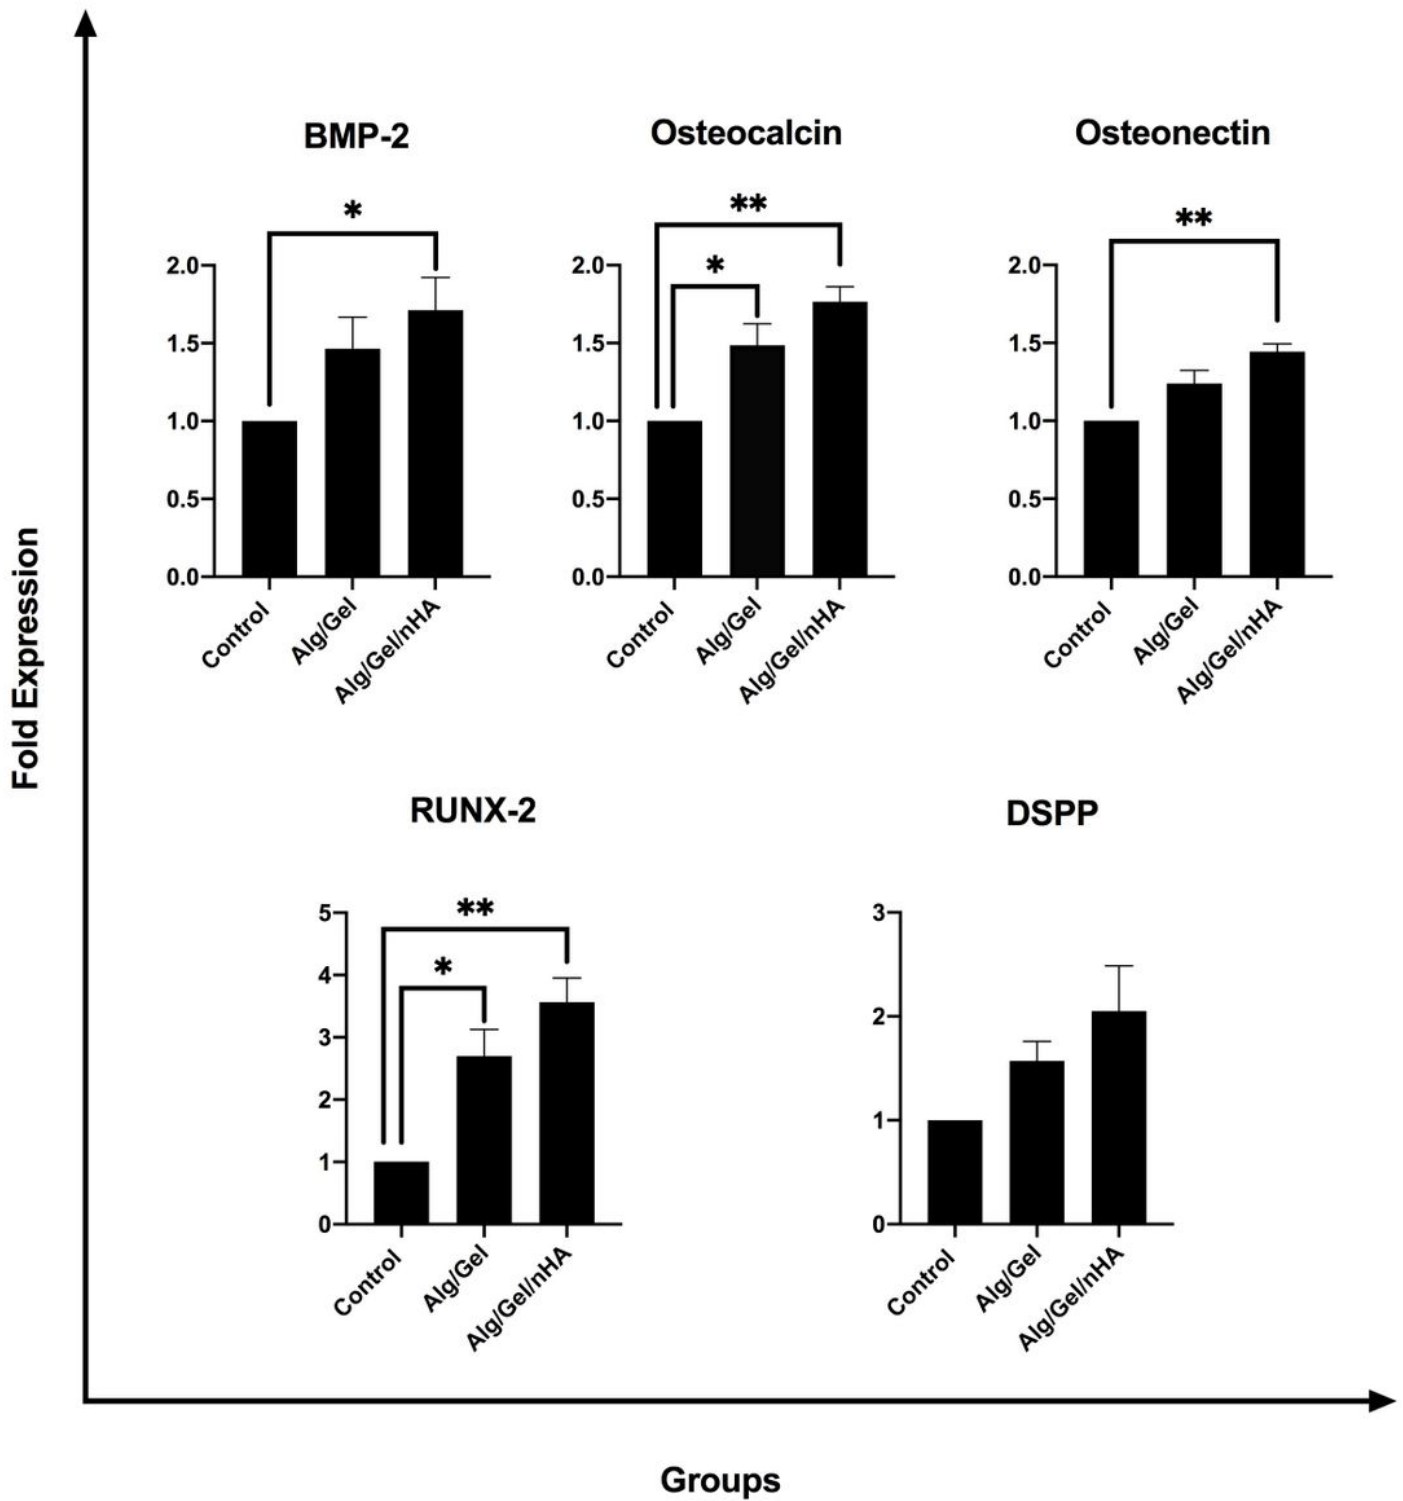 Fold Expression
BMP-2
*
2.0
1.5
1.0
0.5
0.0
Control
Alg/Gel
Alg/Gel/nHA
Osteocalcin
**
*
2.0
1.5
1.0
0.5
0.0
Control
Alg/Gel
Alg/Gel/nHA
Osteonectin
**
2.0
1.5
1.0
0.5
0.0
Control
Alg/Gel
Alg/Gel/nHA
RUNX-2
**
*
5
4
3
2
1
0
Control
Alg/Gel
Alg/Gel/nHA
DSPP
3
2
1
0
Control
Alg/Gel
Alg/Gel/nHA
Groups